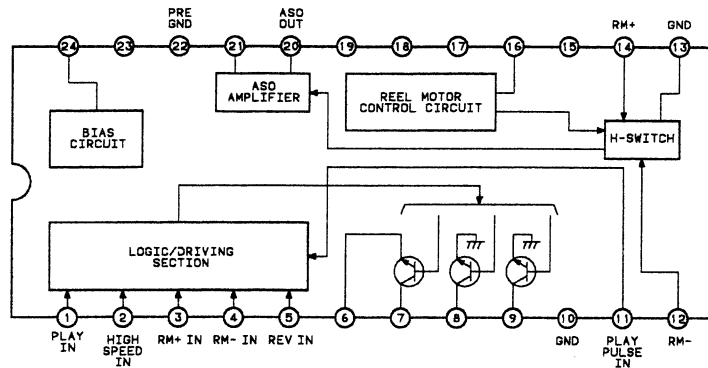 PRE GND
ASO OUT
RM+
GND
24 23 22 21 20 19 18 17 16 15 14 13
ASO AMPLIFIER
REEL MOTOR CONTROL CIRCUIT
BIAS CIRCUIT
H-SWITCH
LOGIC/DRIVING SECTION
1 2 3 4 5 6 7 8 9 10 11 12
PLAY IN
HIGH SPEED IN
RM+ IN
RM- IN
REV IN
GND
PLAY PULSE IN
RM-